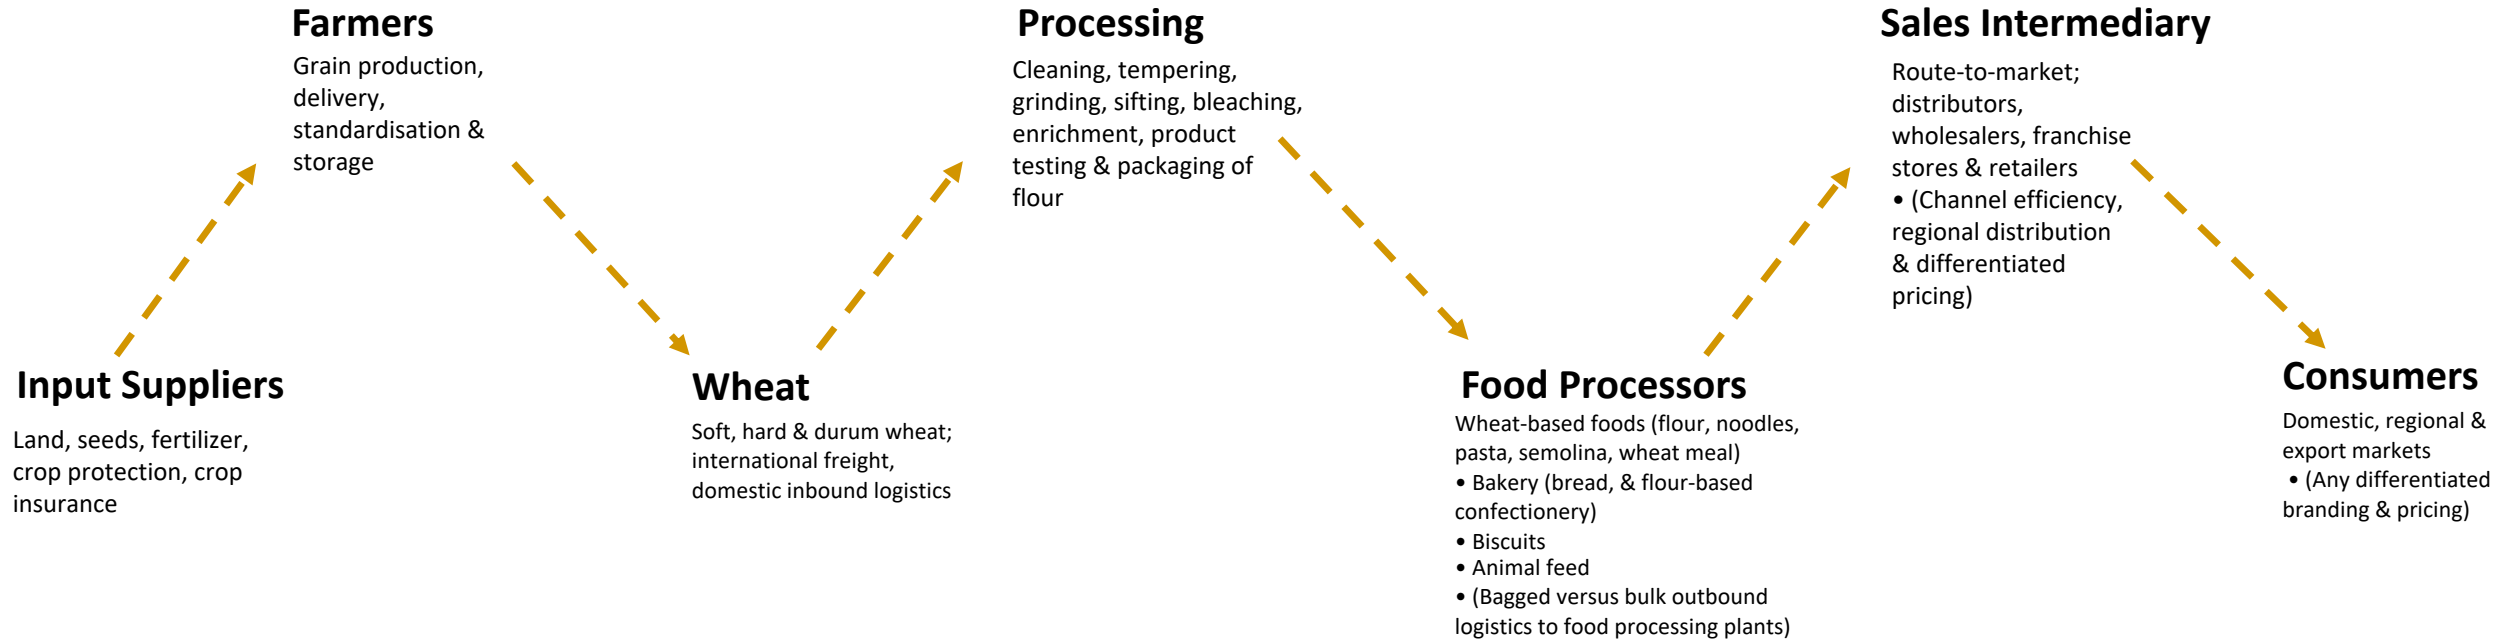 Farmers
Grain production,
delivery,
standardisation &
storage
Processing
Cleaning, tempering,
grinding, sifting, bleaching,
enrichment, product
testing & packaging of
flour
Sales Intermediary
Route-to-market;
distributors,
wholesalers, franchise
stores & retailers
• (Channel efficiency,
regional distribution
& differentiated
pricing)
Input Suppliers
Land, seeds, fertilizer,
crop protection, crop
insurance
Wheat
Soft, hard & durum wheat;
international freight,
domestic inbound logistics
Food Processors
Wheat-based foods (flour, noodles,
pasta, semolina, wheat meal)
• Bakery (bread, & flour-based
confectionery)
• Biscuits
• Animal feed
• (Bagged versus bulk outbound
logistics to food processing plants)
Consumers
Domestic, regional &
export markets
• (Any differentiated
branding & pricing)